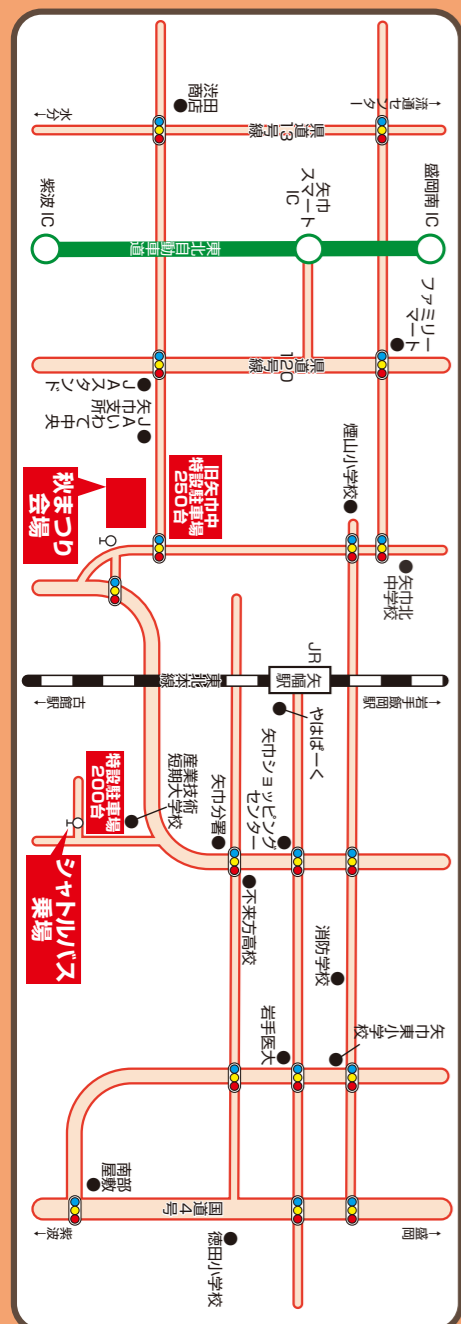 ←流通センター
渋田
商店
県道13号線
水分→
盛岡南IC
矢巾
スマート
IC
東北自動車道
紫波IC
ファミリー
マート
県道120号線
JAスタンド
JAいわて中央
矢巾支所
煙山小学校
旧矢巾中
特設駐車場
250台
秋まつり
会場
矢巾北
中学校
JR
矢幅駅
東北本線
←岩手飯岡駅
古館駅→
やはぱーく
矢巾ショッピング
センター
矢巾分署
産業技術
短期大学校
特設駐車場
200台
シャトルバス
乗場
不来方高校
消防学校
矢巾東小学校
岩手医大
南部
屋敷
国道4号
←盛岡
紫波→
徳田小学校